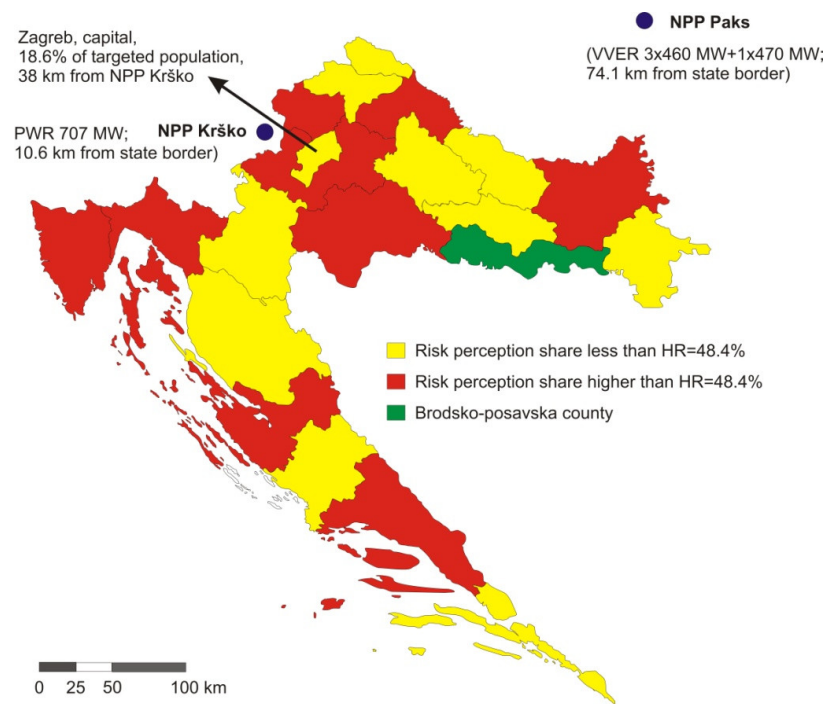 Zagreb, capital,
18.6% of targeted population,
38 km from NPP Krško
NPP Paks
(VVER 3x460 MW+1x470 MW;
74.1 km from state border)
PWR 707 MW;
NPP Krško
10.6 km from state border)
Risk perception share less than HR=48.4%
Risk perception share higher than HR=48.4%
Brodsko-posavska county
0 25 50 100 km